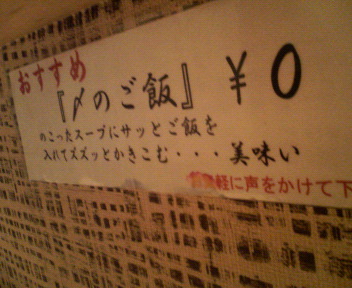 おすすめ
『〆のご飯』 ¥0
のこったスープにサッとご飯を
入れてズズッとかきこむ・・・美味い
軽に声をかけて下